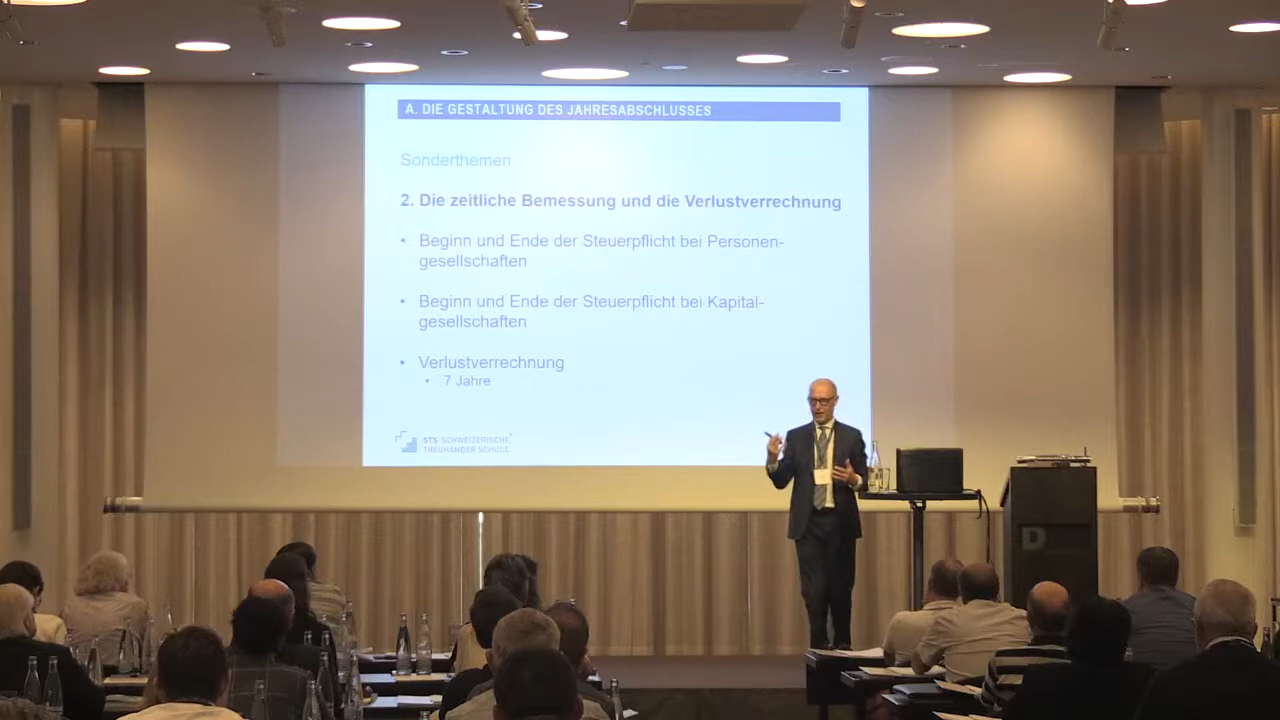 A. DIE GESTALTUNG DES JAHRESABSCHLUSSES
Sonderthemen
2. Die zeitliche Bemessung und die Verlustverrechnung
• Beginn und Ende der Steuerpflicht bei Personen-
gesellschaften
• Beginn und Ende der Steuerpflicht bei Kapital-
gesellschaften
• Verlustverrechnung
• 7 Jahre
STS SCHWEIZERISCHE
TREUHÄNDER SCHULE
D